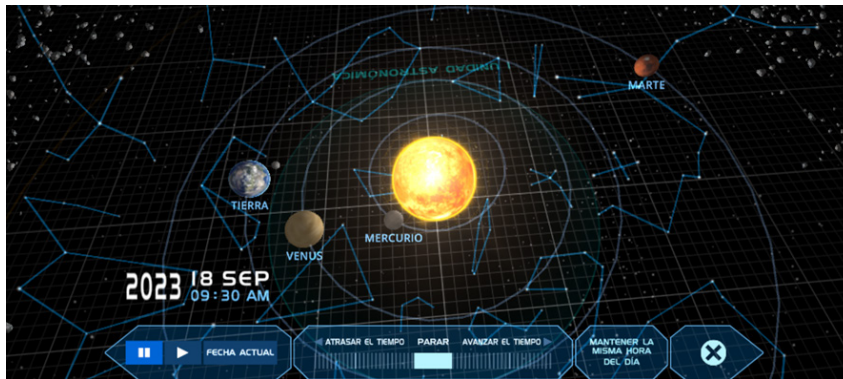 UNIDAD ASTRONÓMICA
MARTE
TIERRA
MERCURIO
VENUS
2023 18 SEP
09:30 AM
FECHA ACTUAL
ATRASAR EL TIEMPO PARAR AVANZAR EL TIEMPO
MANTENER LA
MISMA HORA
DEL DÍA